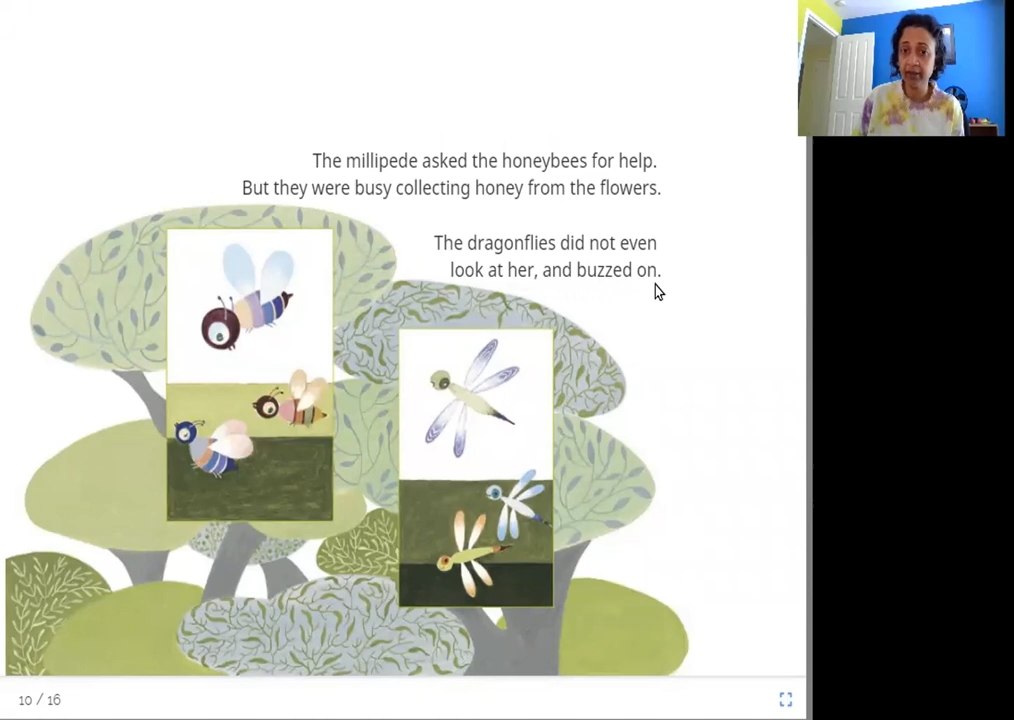 The millipede asked the honeybees for help.
But they were busy collecting honey from the flowers.
The dragonflies did not even
look at her, and buzzed on.
10 / 16